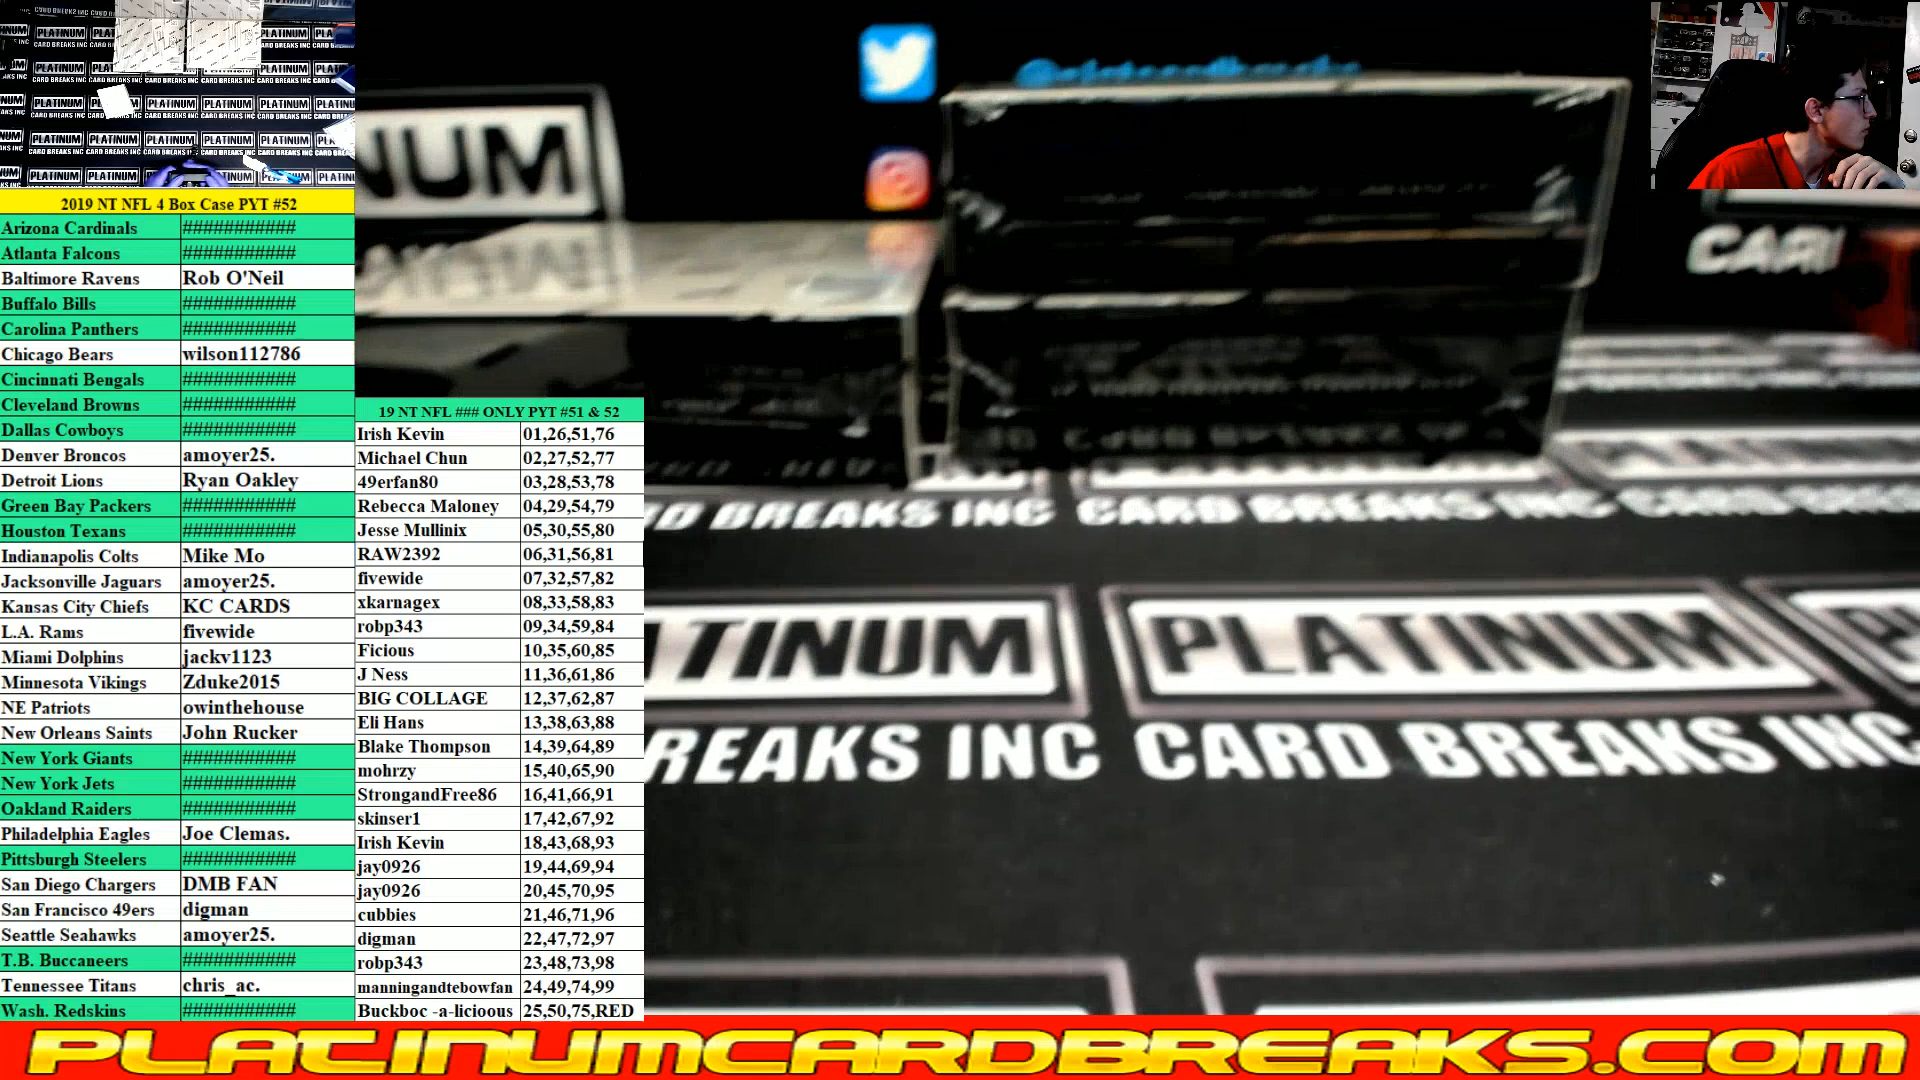 2019 NT NFL 4 Box Case PYT #52
Arizona Cardinals ###########
Atlanta Falcons ###########
Baltimore Ravens Rob O'Neil
Buffalo Bills ###########
Carolina Panthers ###########
Chicago Bears wilson112786
Cincinnati Bengals ###########
Cleveland Browns ###########
Dallas Cowboys ###########
Denver Broncos amoyer25.
Detroit Lions Ryan Oakley
Green Bay Packers ###########
Houston Texans ###########
Indianapolis Colts Mike Mo
Jacksonville Jaguars amoyer25.
Kansas City Chiefs KC CARDS
L.A. Rams fivewide
Miami Dolphins jackv1123
Minnesota Vikings Zduke2015
NE Patriots owinthehouse
New Orleans Saints John Rucker
New York Giants ###########
New York Jets ###########
Oakland Raiders ###########
Philadelphia Eagles Joe Clemas.
Pittsburgh Steelers ###########
San Diego Chargers DMB FAN
San Francisco 49ers digman
Seattle Seahawks amoyer25.
T.B. Buccaneers ###########
Tennessee Titans chris_ac.
Wash. Redskins ###########
19 NT NFL ### ONLY PYT #51 & 52
Irish Kevin 01,26,51,76
Michael Chun 02,27,52,77
49erfan80 03,28,53,78
Rebecca Maloney 04,29,54,79
Jesse Mullinix 05,30,55,80
RAW2392 06,31,56,81
fivewide 07,32,57,82
xkarnagex 08,33,58,83
robp343 09,34,59,84
Ficious 10,35,60,85
J Ness 11,36,61,86
BIG COLLAGE 12,37,62,87
Eli Hans 13,38,63,88
Blake Thompson 14,39,64,89
mohrzy 15,40,65,90
StrongandFree86 16,41,66,91
skinser1 17,42,67,92
Irish Kevin 18,43,68,93
jay0926 19,44,69,94
jay0926 20,45,70,95
cubbies 21,46,71,96
digman 22,47,72,97
robp343 23,48,73,98
manningandtebowfan 24,49,74,99
Buckboc -a-licioous 25,50,75,RED
NUM
CARD
D BREAKS INC CARD BREAKS INC CARD BREAKS
TINUM PLATINUM
REAKS INC CARD BREAKS INC
PLATINUMCARDBREAKS.COM